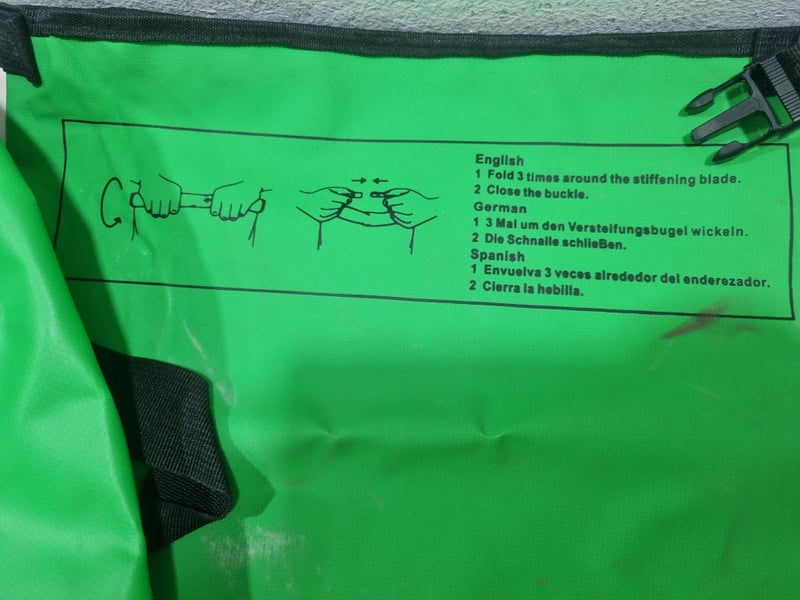 English
1 Fold 3 times around the stiffening blade.
2 Close the buckle.
German
1 3 Mal um den Versteifungsbugel wickeln.
2 Die Schnalle schlieBen.
Spanish
1 Envuelva 3 veces alrededor del enderezador.
2 Cierra la hebilla.